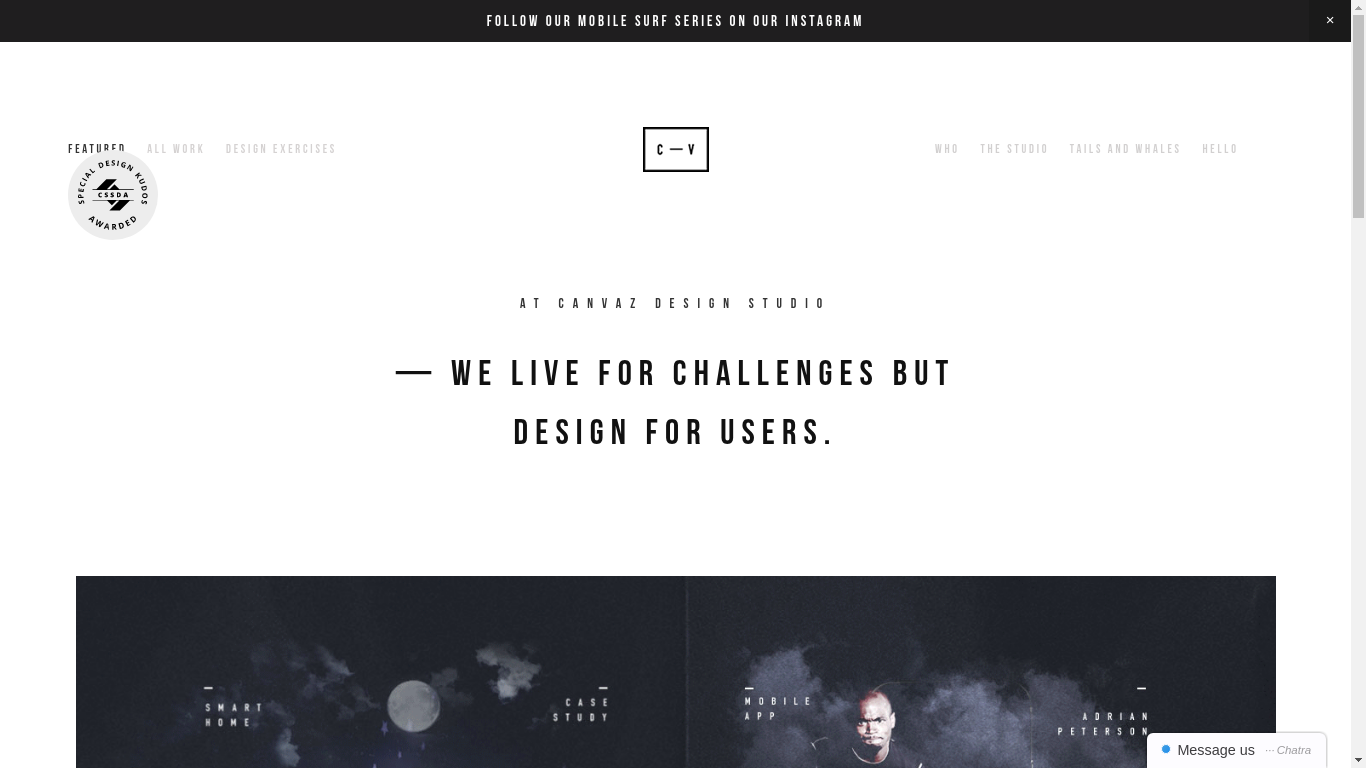 FOLLOW OUR MOBILE SURF SERIES ON OUR INSTAGRAM ×
FEATURED ALL WORK DESIGN EXERCISES
C — V
WHO THE STUDIO TAILS AND WHALES HELLO
SPECIAL DESIGN KUDOS
CSSDA
AWARDED
AT CANVAZ DESIGN STUDIO
— WE LIVE FOR CHALLENGES BUT
DESIGN FOR USERS.
SMART
HOME
CASE
STUDY
MOBILE
APP
ADRIAN
PETERSON
Message us ··· Chatra